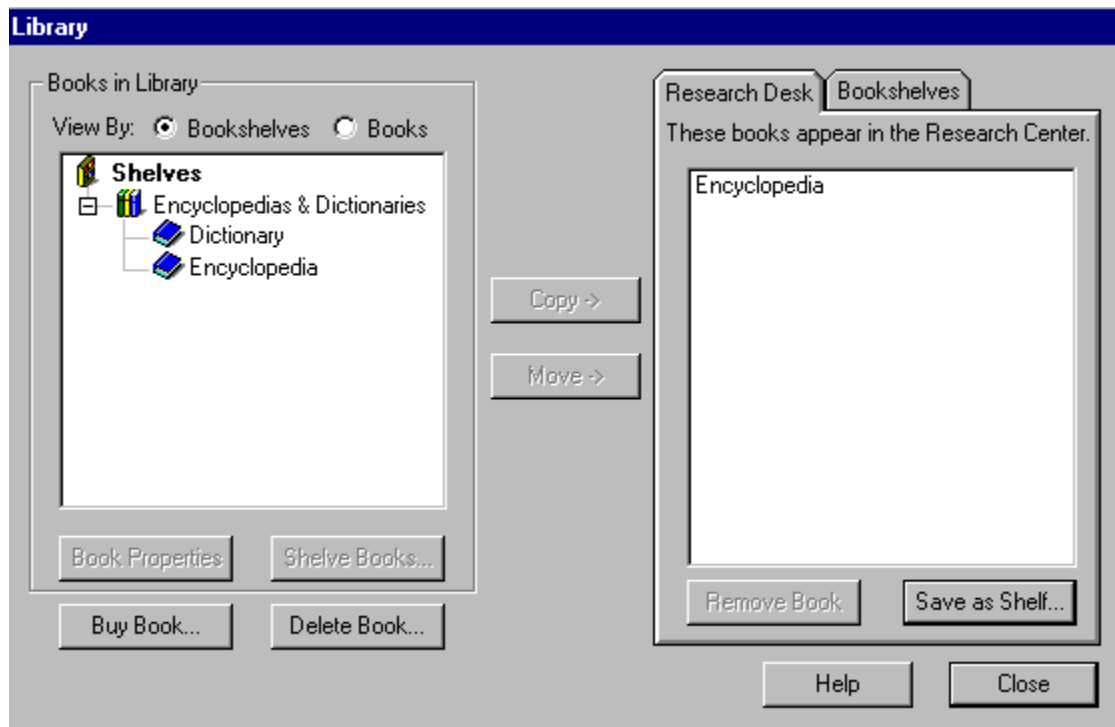 Library
Books in Library
View By: Bookshelves Books
Shelves
Encyclopedias & Dictionaries
Dictionary
Encyclopedia
Book Properties Shelve Books...
Buy Book... Delete Book...
Copy ->
Move ->
Research Desk Bookshelves
These books appear in the Research Center.
Encyclopedia
Remove Book Save as Shelf...
Help Close